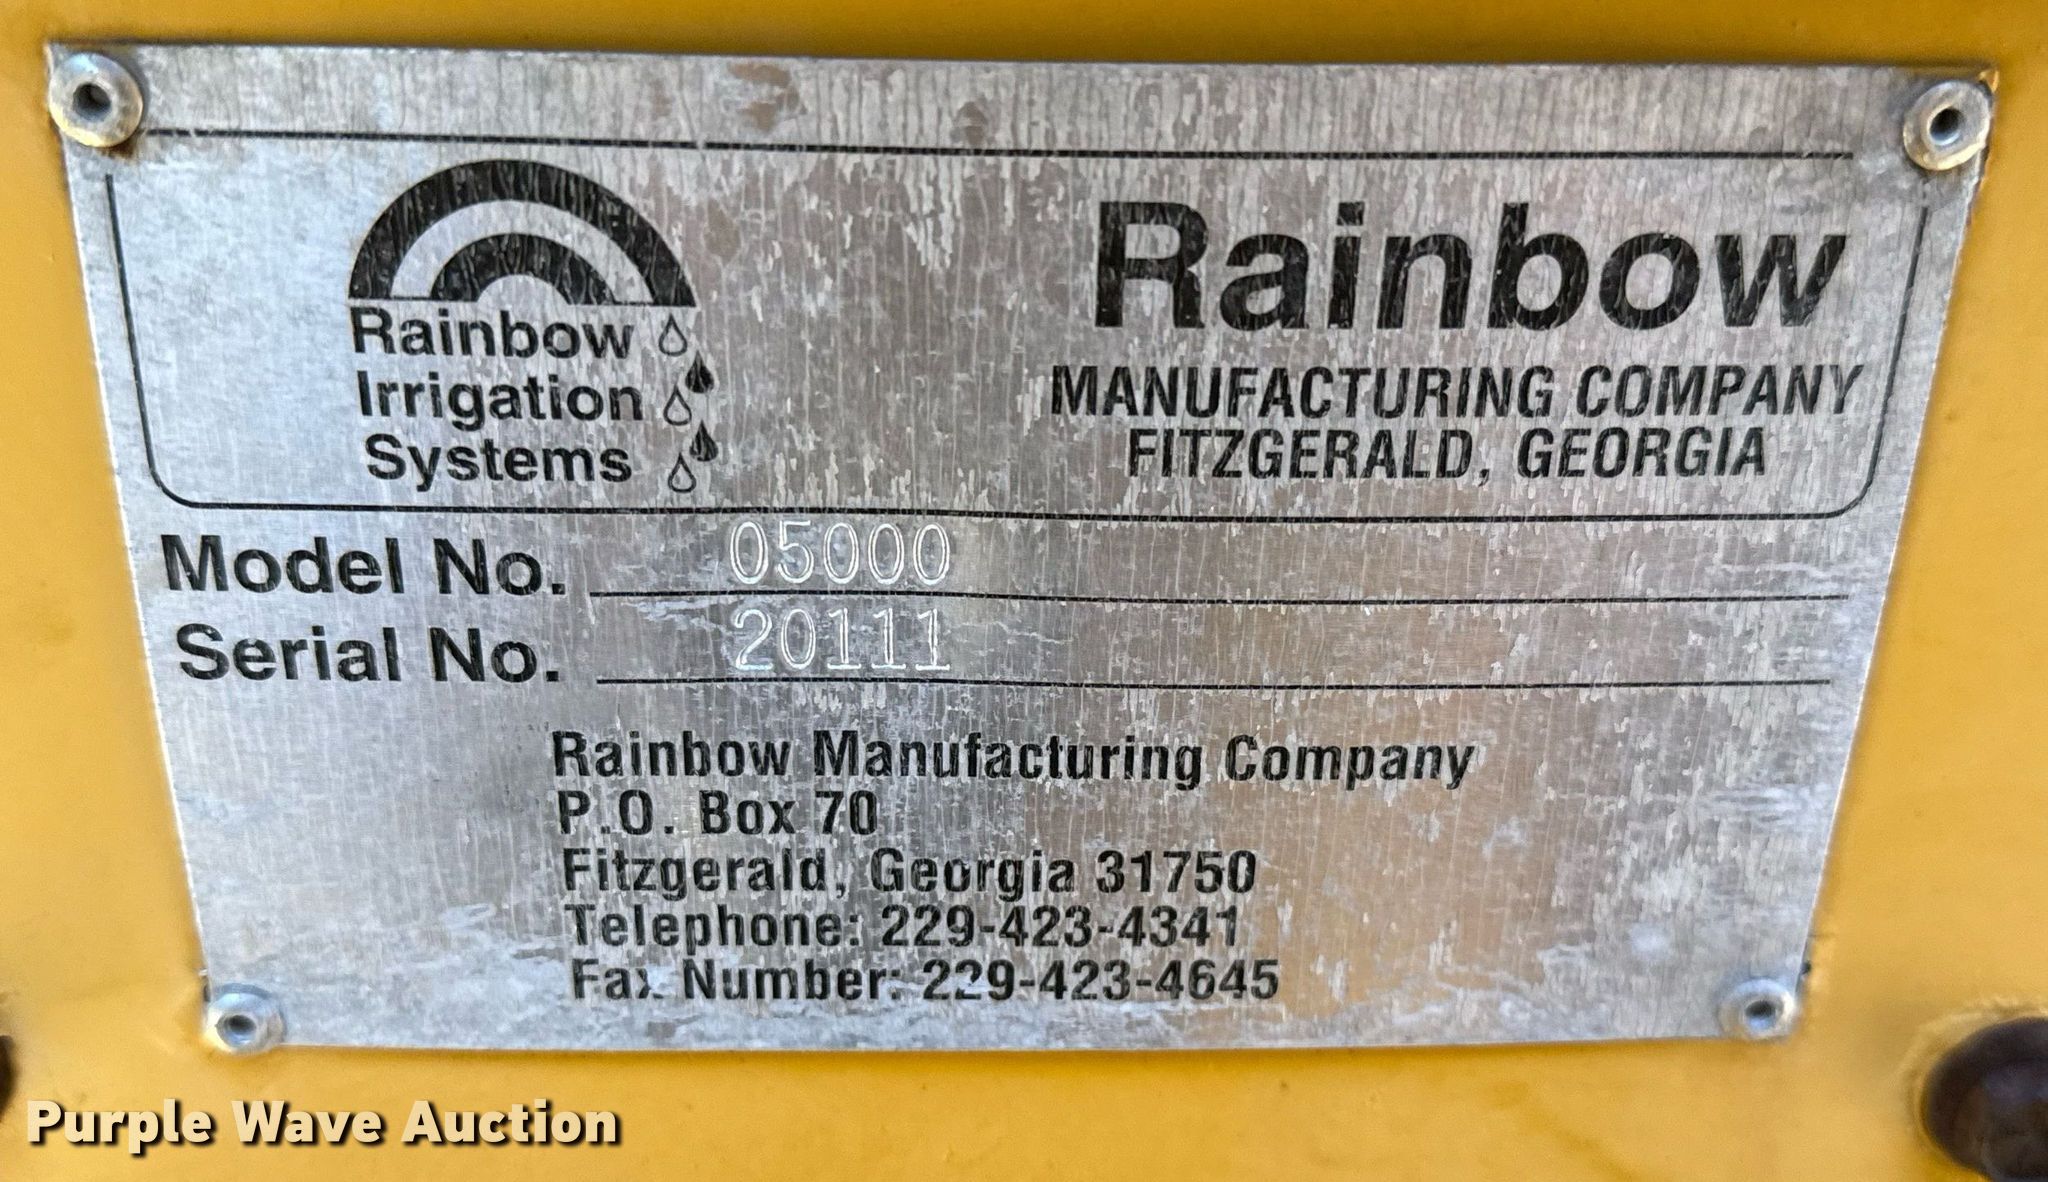 Rainbow
Irrigation
Systems
Rainbow
MANUFACTURING COMPANY
FITZGERALD, GEORGIA
Model No. 05000
Serial No. 20111
Rainbow Manufacturing Company
P.O. Box 70
Fitzgerald, Georgia 31750
Telephone: 229-423-4341
Fax Number: 229-423-4645
Purple Wave Auction